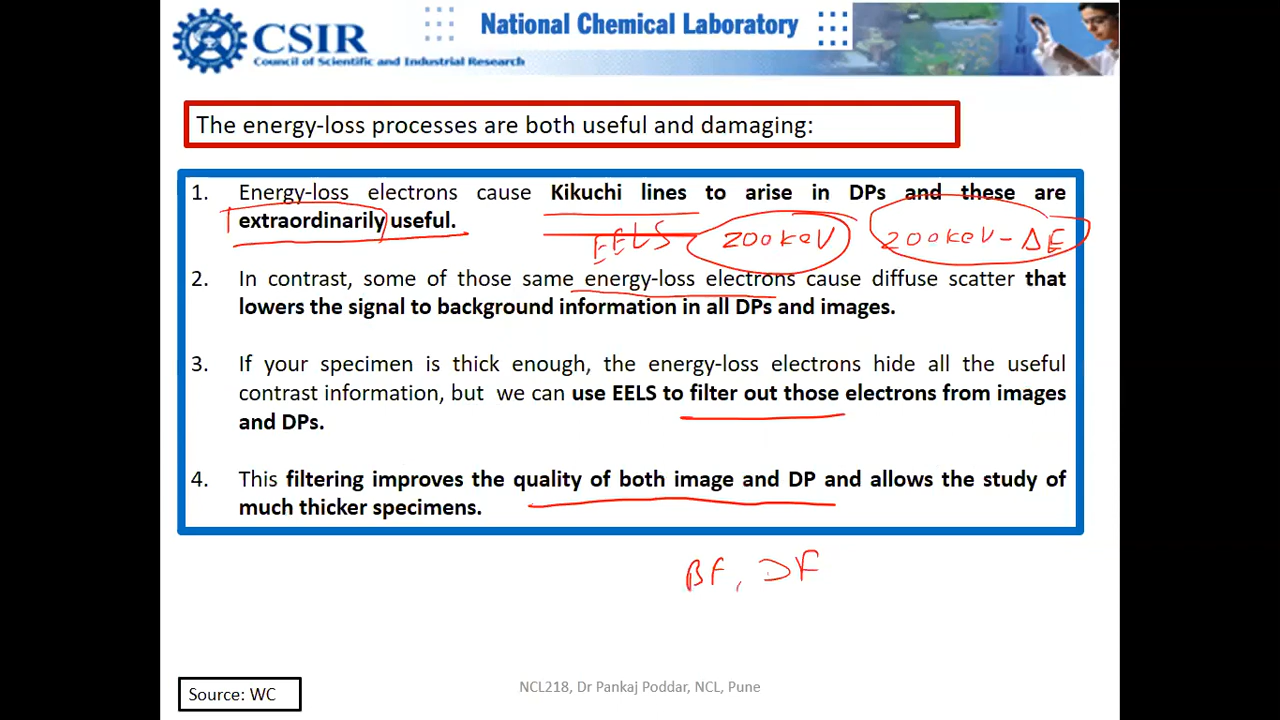 CSIR
Council of Scientific and Industrial Research
National Chemical Laboratory
The energy-loss processes are both useful and damaging:
1. Energy-loss electrons cause Kikuchi lines to arise in DPs and these are
extraordinarily useful.
EELS 200keV 200keV-ΔE
2. In contrast, some of those same energy-loss electrons cause diffuse scatter that
lowers the signal to background information in all DPs and images.
3. If your specimen is thick enough, the energy-loss electrons hide all the useful
contrast information, but we can use EELS to filter out those electrons from images
and DPs.
4. This filtering improves the quality of both image and DP and allows the study of
much thicker specimens.
BF, DF
Source: WC
NCL218, Dr Pankaj Poddar, NCL, Pune